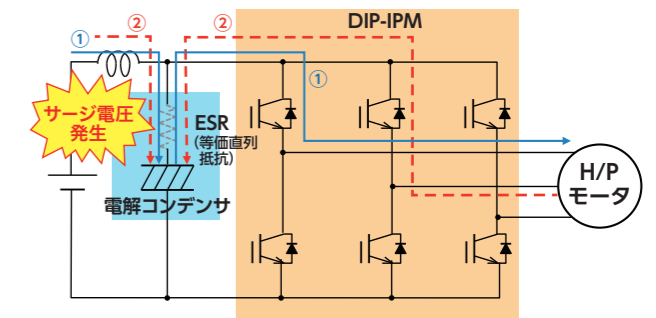 DIP-IPM
①
②
②
①
サージ電圧
発生
ESR
(等価直列
抵抗)
電解コンデンサ
H/P
モータ